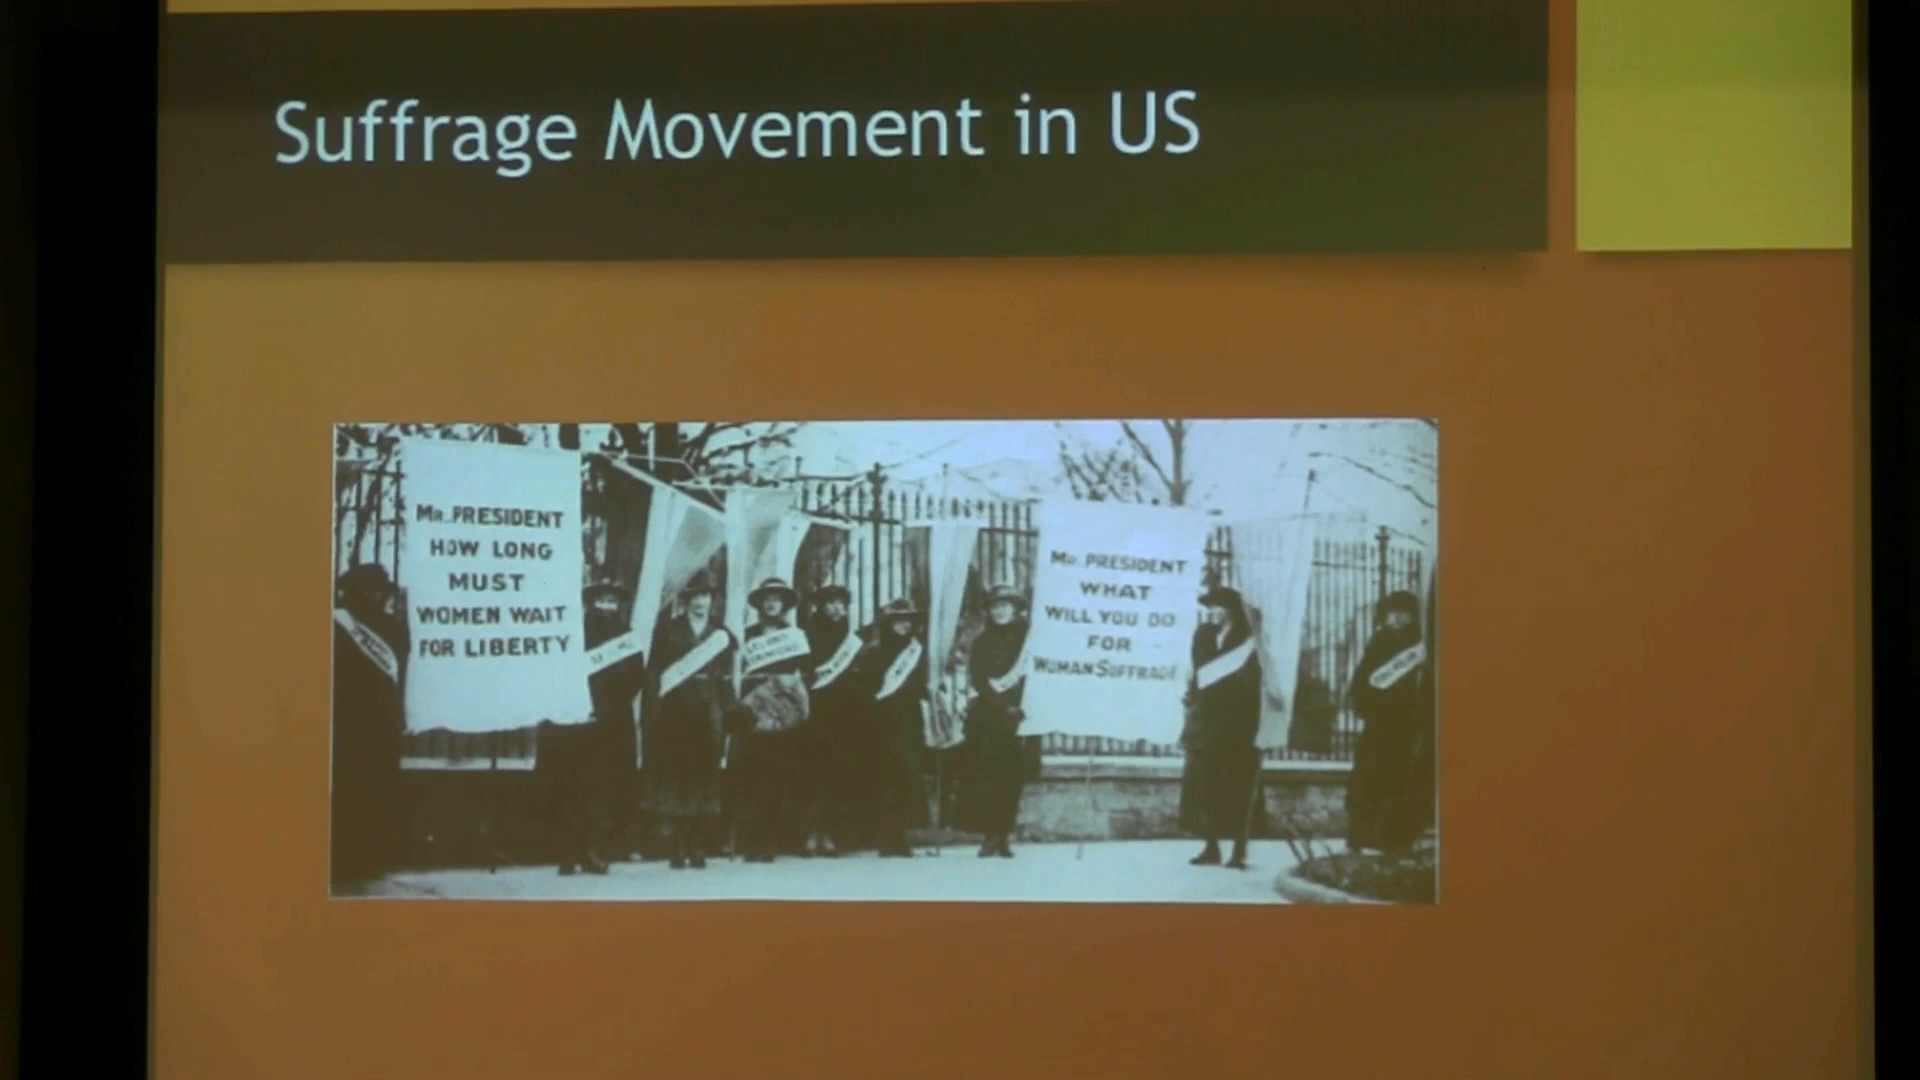 Suffrage Movement in US
MR. PRESIDENT
HOW LONG
MUST
WOMEN WAIT
FOR LIBERTY
MR. PRESIDENT
WHAT
WILL YOU DO
FOR
WOMAN SUFFRAGE